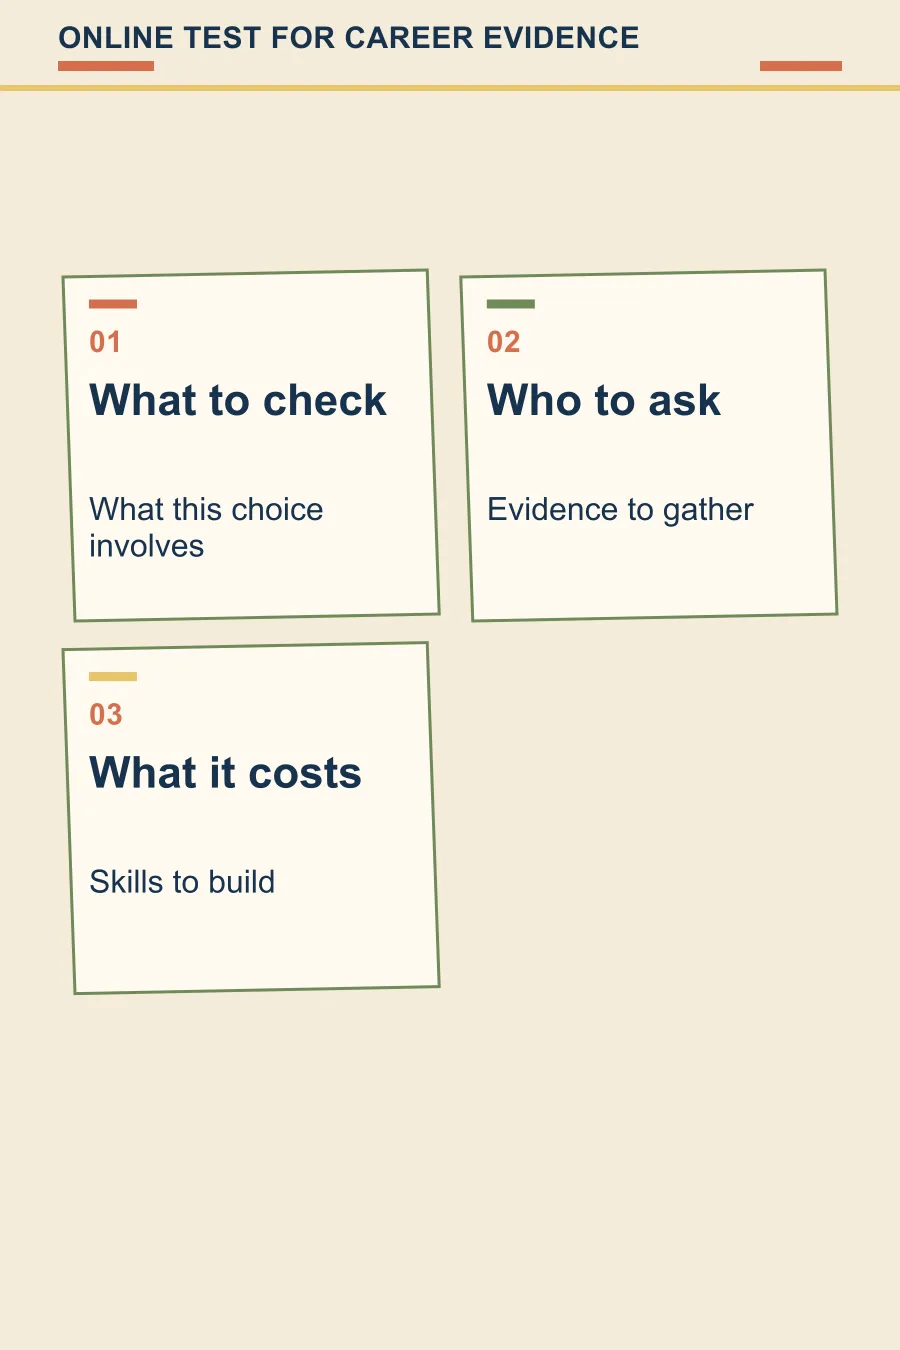 ONLINE TEST FOR CAREER EVIDENCE
01
What to check
What this choice
involves
02
Who to ask
Evidence to gather
03
What it costs
Skills to build